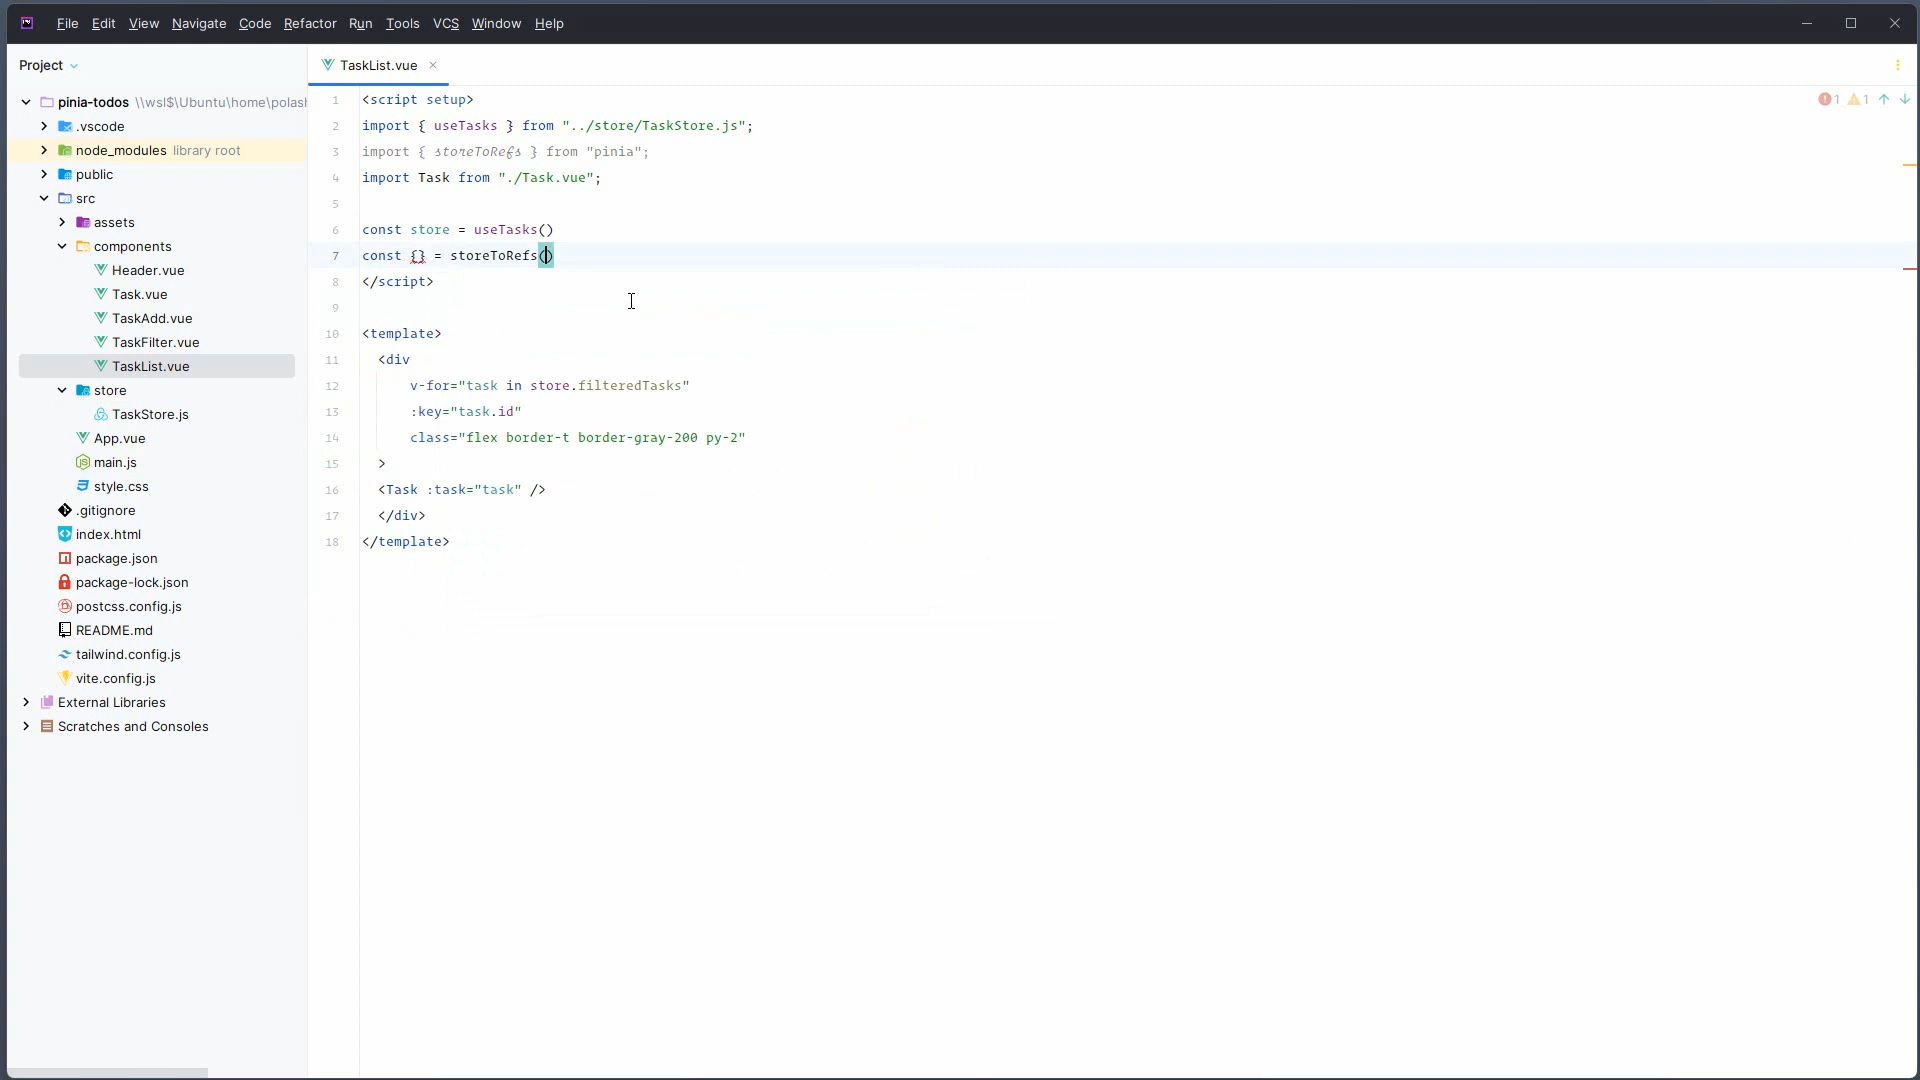 File Edit View Navigate Code Refactor Run Tools VCS Window Help
Project
TaskList.vue
pinia-todos \\wsl$\Ubuntu\home\polash
.vscode
node_modules library root
public
src
assets
components
Header.vue
Task.vue
TaskAdd.vue
TaskFilter.vue
TaskList.vue
store
TaskStore.js
App.vue
main.js
style.css
.gitignore
index.html
package.json
package-lock.json
postcss.config.js
README.md
tailwind.config.js
vite.config.js
External Libraries
Scratches and Consoles
1 <script setup>
2 import { useTasks } from "../store/TaskStore.js";
3 import { storeToRefs } from "pinia";
4 import Task from "./Task.vue";
5
6 const store = useTasks()
7 const {} = storeToRefs()
8 </script>
9
10 <template>
11 <div
12 v-for="task in store.filteredTasks"
13 :key="task.id"
14 class="flex border-t border-gray-200 py-2"
15 >
16 <Task :task="task" />
17 </div>
18 </template>
1 1